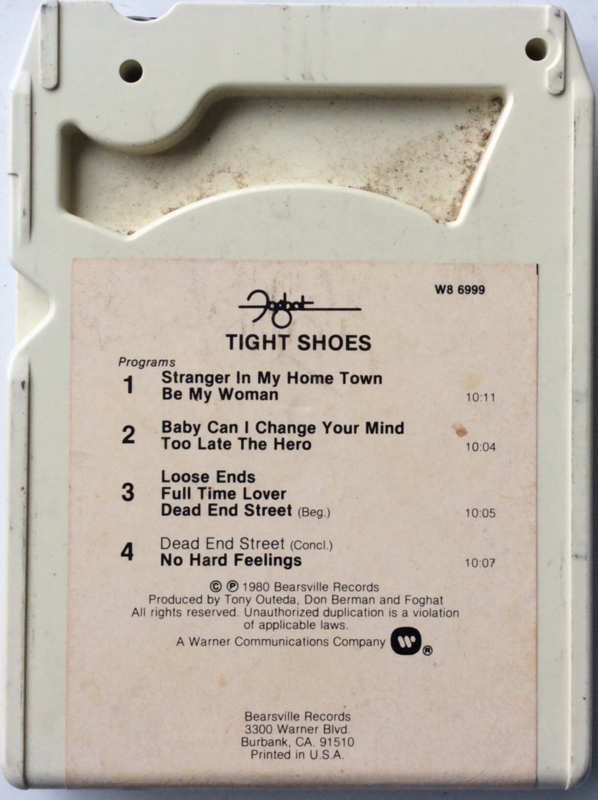 W8 6999
Foghat
TIGHT SHOES
Programs
1 Stranger In My Home Town
Be My Woman 10:11
2 Baby Can I Change Your Mind
Too Late The Hero 10:04
3 Loose Ends
Full Time Lover
Dead End Street (Beg.) 10:05
4 Dead End Street (Concl.)
No Hard Feelings 10:07
© ℗ 1980 Bearsville Records
Produced by Tony Outeda, Don Berman and Foghat
All rights reserved. Unauthorized duplication is a violation
of applicable laws.
A Warner Communications Company W ®
Bearsville Records
3300 Warner Blvd.
Burbank, CA. 91510
Printed in U.S.A.